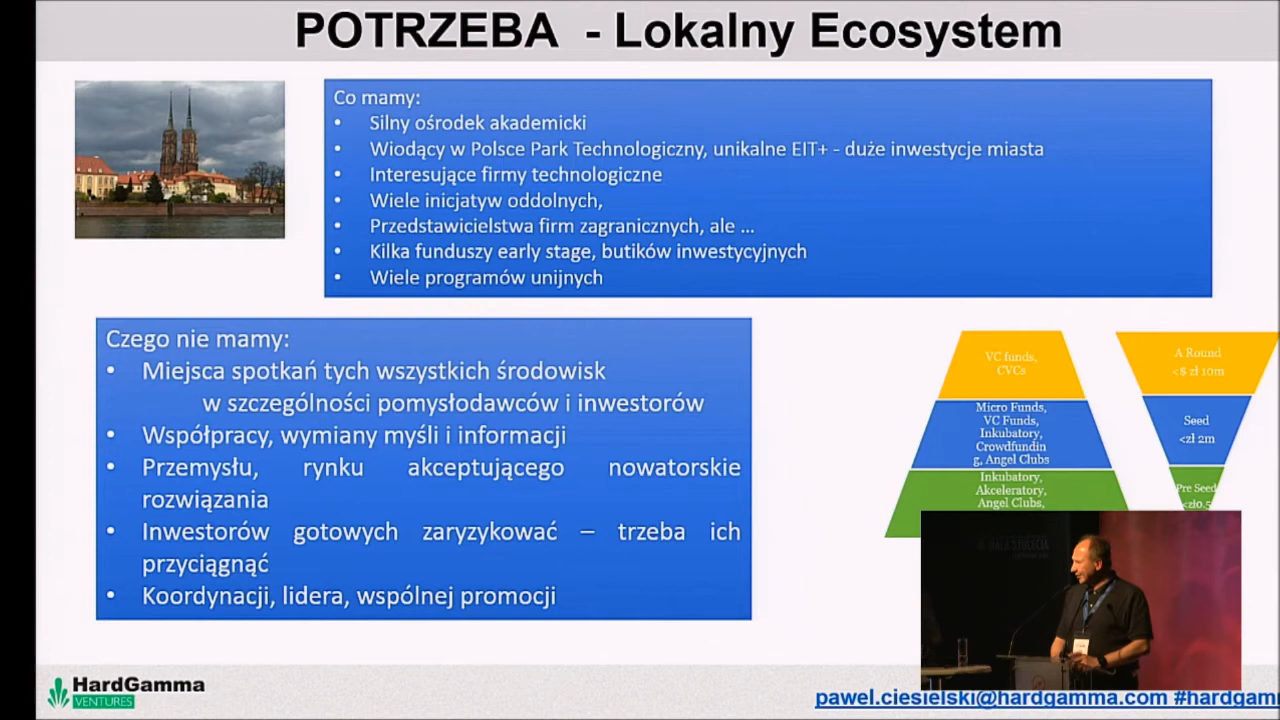 POTRZEBA - Lokalny Ecosystem
Co mamy:
• Silny ośrodek akademicki
• Wiodący w Polsce Park Technologiczny, unikalne EIT+ - duże inwestycje miasta
• Interesujące firmy technologiczne
• Wiele inicjatyw oddolnych,
• Przedstawicielstwa firm zagranicznych, ale ...
• Kilka funduszy early stage, butików inwestycyjnych
• Wiele programów unijnych
Czego nie mamy:
• Miejsca spotkań tych wszystkich środowisk
w szczególności pomysłodawców i inwestorów
• Współpracy, wymiany myśli i informacji
• Przemysłu, rynku akceptującego nowatorskie
rozwiązania
• Inwestorów gotowych zaryzykować – trzeba ich
przyciągnąć
• Koordynacji, lidera, wspólnej promocji
VC funds,
CVCs
Micro Funds,
VC Funds,
Inkubatory,
Crowdfundin
g, Angel Clubs
Inkubatory,
Akceleratory,
Angel Clubs,
A Round
<8 zł 10m
Seed
<zł 2m
Pre Seed
<zł0.5
HardGamma
VENTURES
pawel.ciesielski@hardgamma.com #hardgam